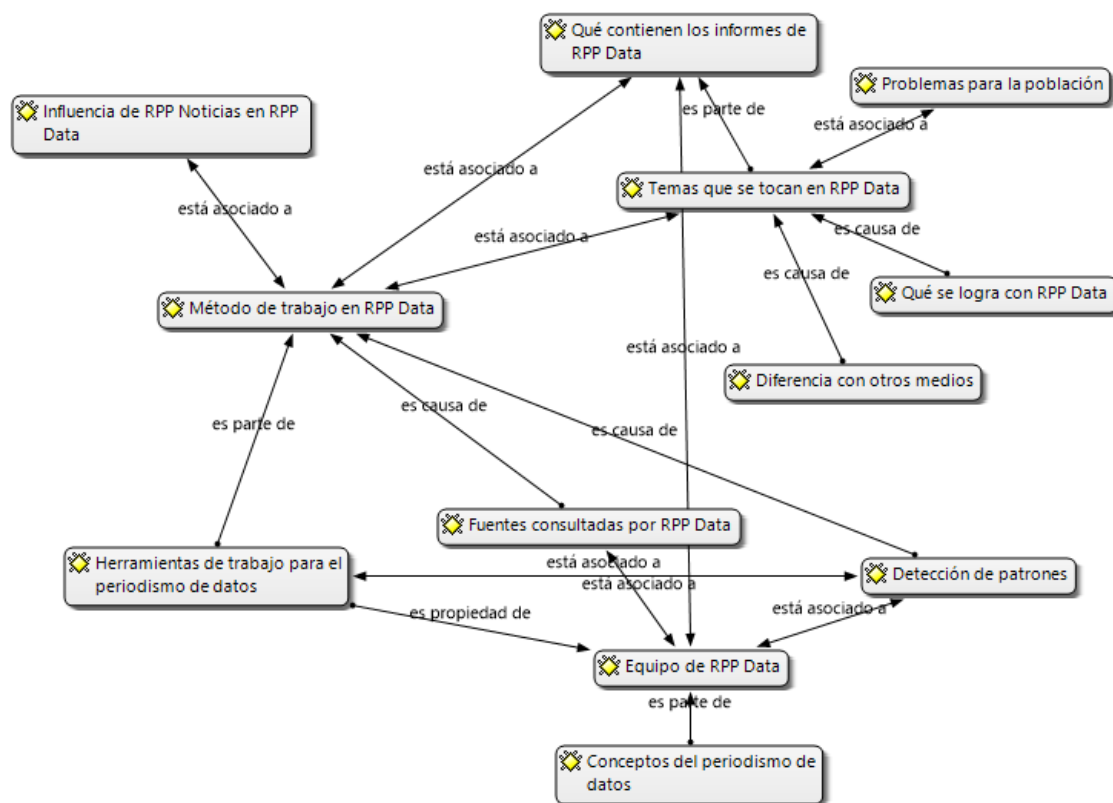 Qué contienen los informes de
RPP Data
Problemas para la población
es parte de
Influencia de RPP Noticias en RPP
Data
está asociado a
está asociado a
Temas que se tocan en RPP Data
está asociado a
está asociado a
es causa de
es causa de
Qué se logra con RPP Data
Método de trabajo en RPP Data
está asociado a
Diferencia con otros medios
es causa de
es parte de
es causa de
Fuentes consultadas por RPP Data
Herramientas de trabajo para el
periodismo de datos
está asociado a
está asociado a
Detección de patrones
es propiedad de
está asociado a
Equipo de RPP Data
es parte de
Conceptos del periodismo de
datos